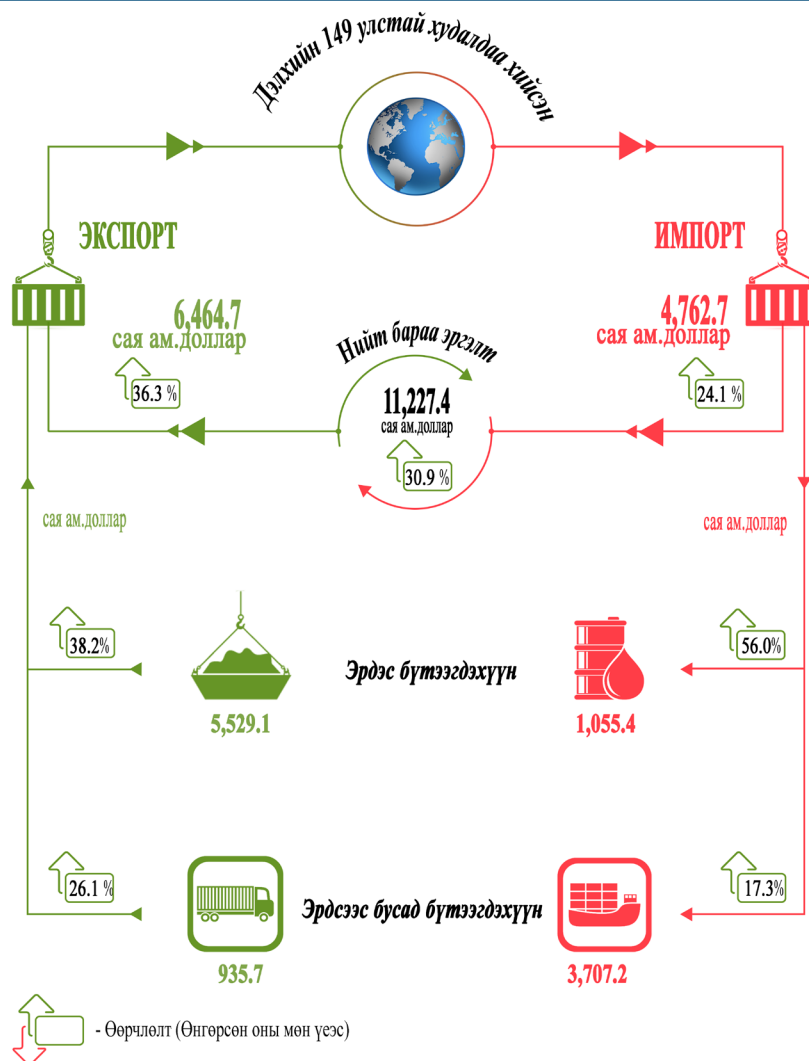 Дэлхийн 149 улстай худалдаа хийсэн
ЭКСПОРТ
ИМПОРТ
6,464.7
сая ам.доллар
36.3 %
4,762.7
сая ам.доллар
24.1 %
Нийт бараа эргэлт
11,227.4
сая ам.доллар
30.9 %
сая ам.доллар
сая ам.доллар
38.2%
Эрдэс бүтээгдэхүүн
56.0%
5,529.1
1,055.4
26.1 %
Эрдсээс бусад бүтээгдэхүүн
17.3%
935.7
3,707.2
- Өөрчлөлт (Өнгөрсөн оны мөн үеэс)